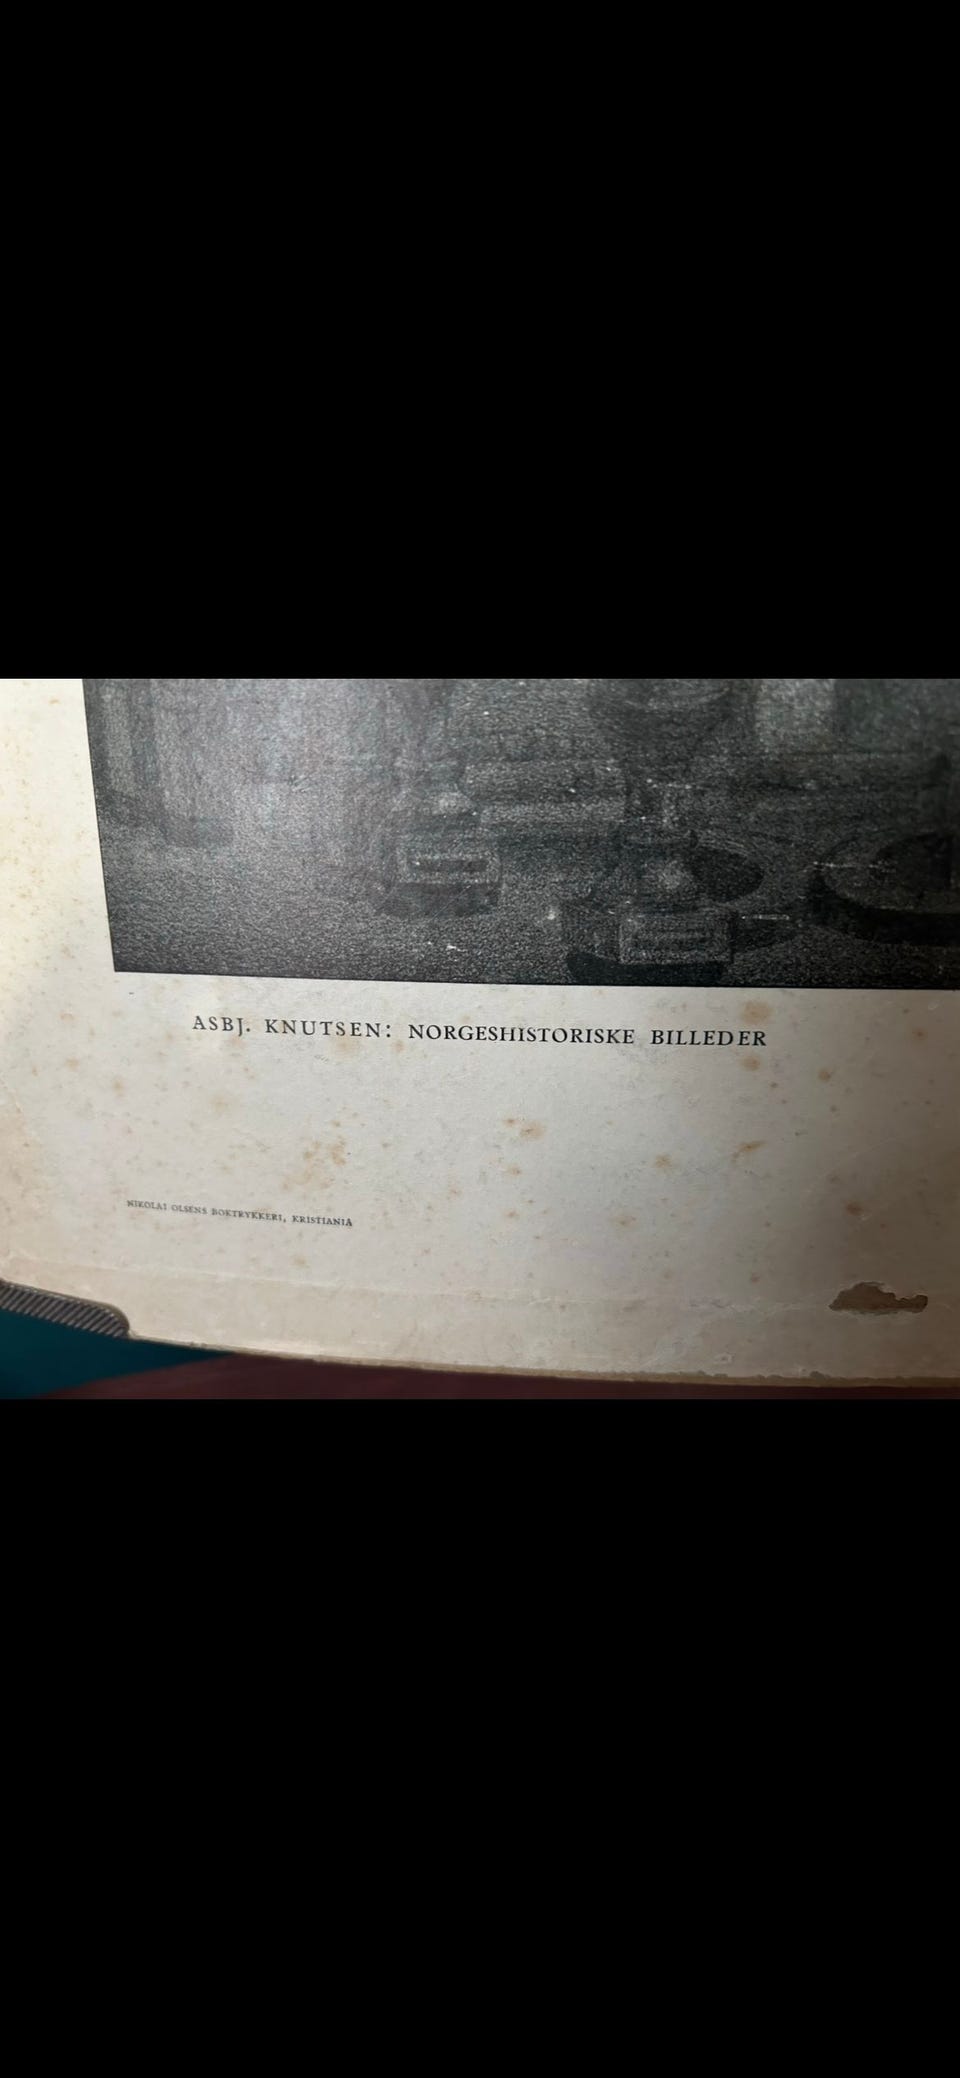 ASBJ. KNUTSEN: NORGESHISTORISKE BILLEDER
NIKOLAI OLSENS BOKTRYKKERI, KRISTIANIA